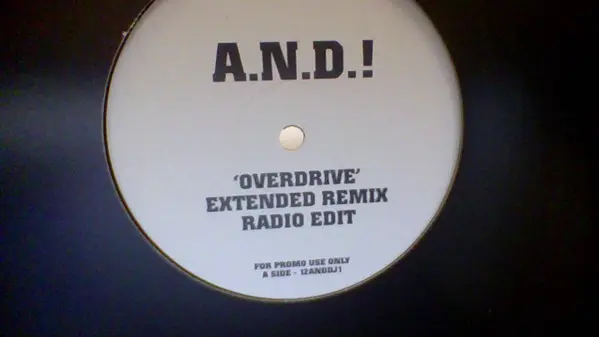 A.N.D.!
'OVERDRIVE'
EXTENDED REMIX
RADIO EDIT
FOR PROMO USE ONLY
A SIDE - 12ANDDJ1